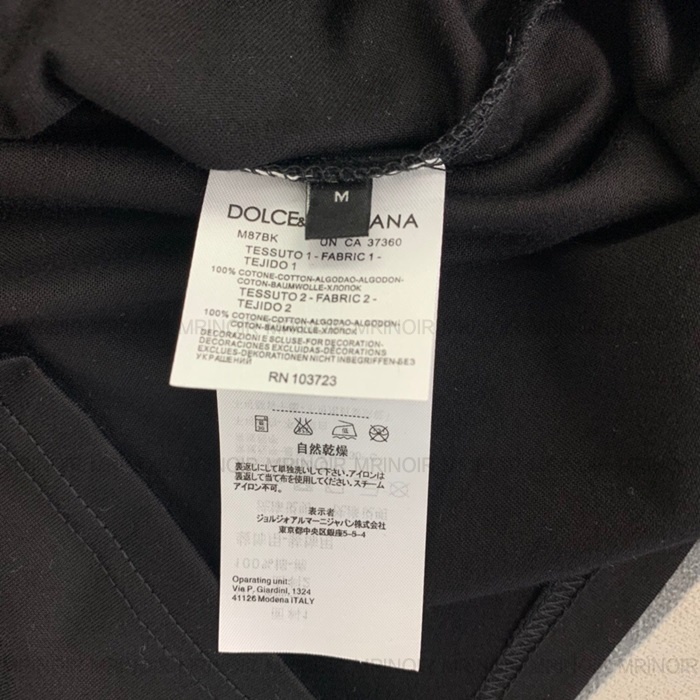 M
DOLCE& ANA
M87BK UN CA 37360
TESSUTO 1 - FABRIC 1 -
TEJIDO 1
100% COTONE-COTTON-ALGODAO-ALGODON-
COTON-BAUMWOLLE-ХЛОПОК
TESSUTO 2 - FABRIC 2 -
TEJIDO 2
100% COTONE-COTTON-ALGODAO-ALGODON-
COTON-BAUMWOLLE-ХЛОПОК
DECORAZIONI ESCLUSE-FOR DECORATION-
DECORACIONES EXCLUIDAS-DÉCORATIONS
EXCLUES-DEKORATIONEN NICHT INBEGRIFFEN-БЕЗ
УКРАШЕНИЙ
RN 103723
MRINOIR
自然乾燥
MRINOIR
裏返しにして単独洗いして下さい。アイロンは
裏返して当て布を使用してください。スチーム
アイロン不可。
表示者
ジョルジォアルマーニジャパン株式会社
東京都中央区銀座5-5-4
Oparating unit:
Via P. Giardini, 1324
41126 Modena iTALY
MRINOIR